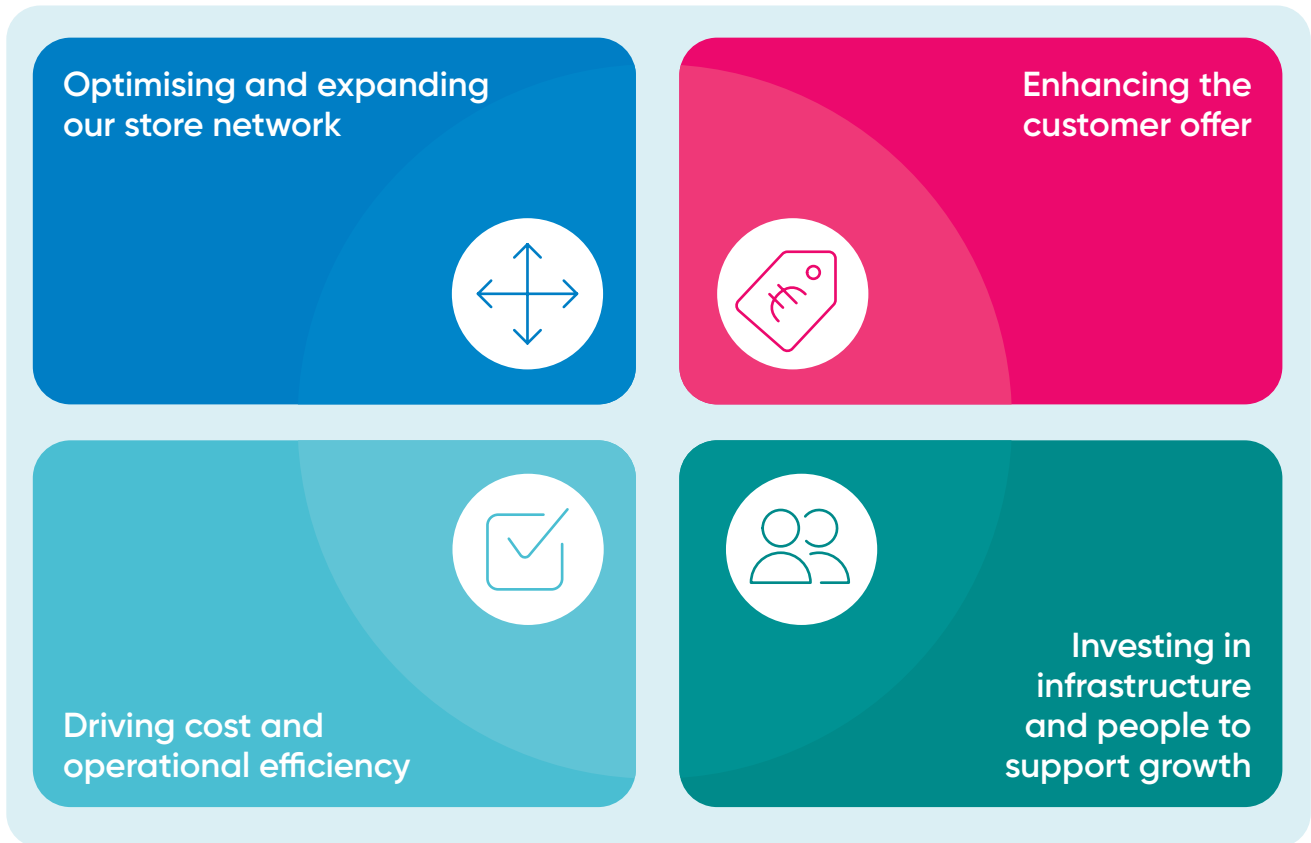 Optimising and expanding
our store network
Enhancing the
customer offer
Driving cost and
operational efficiency
Investing in
infrastructure
and people to
support growth